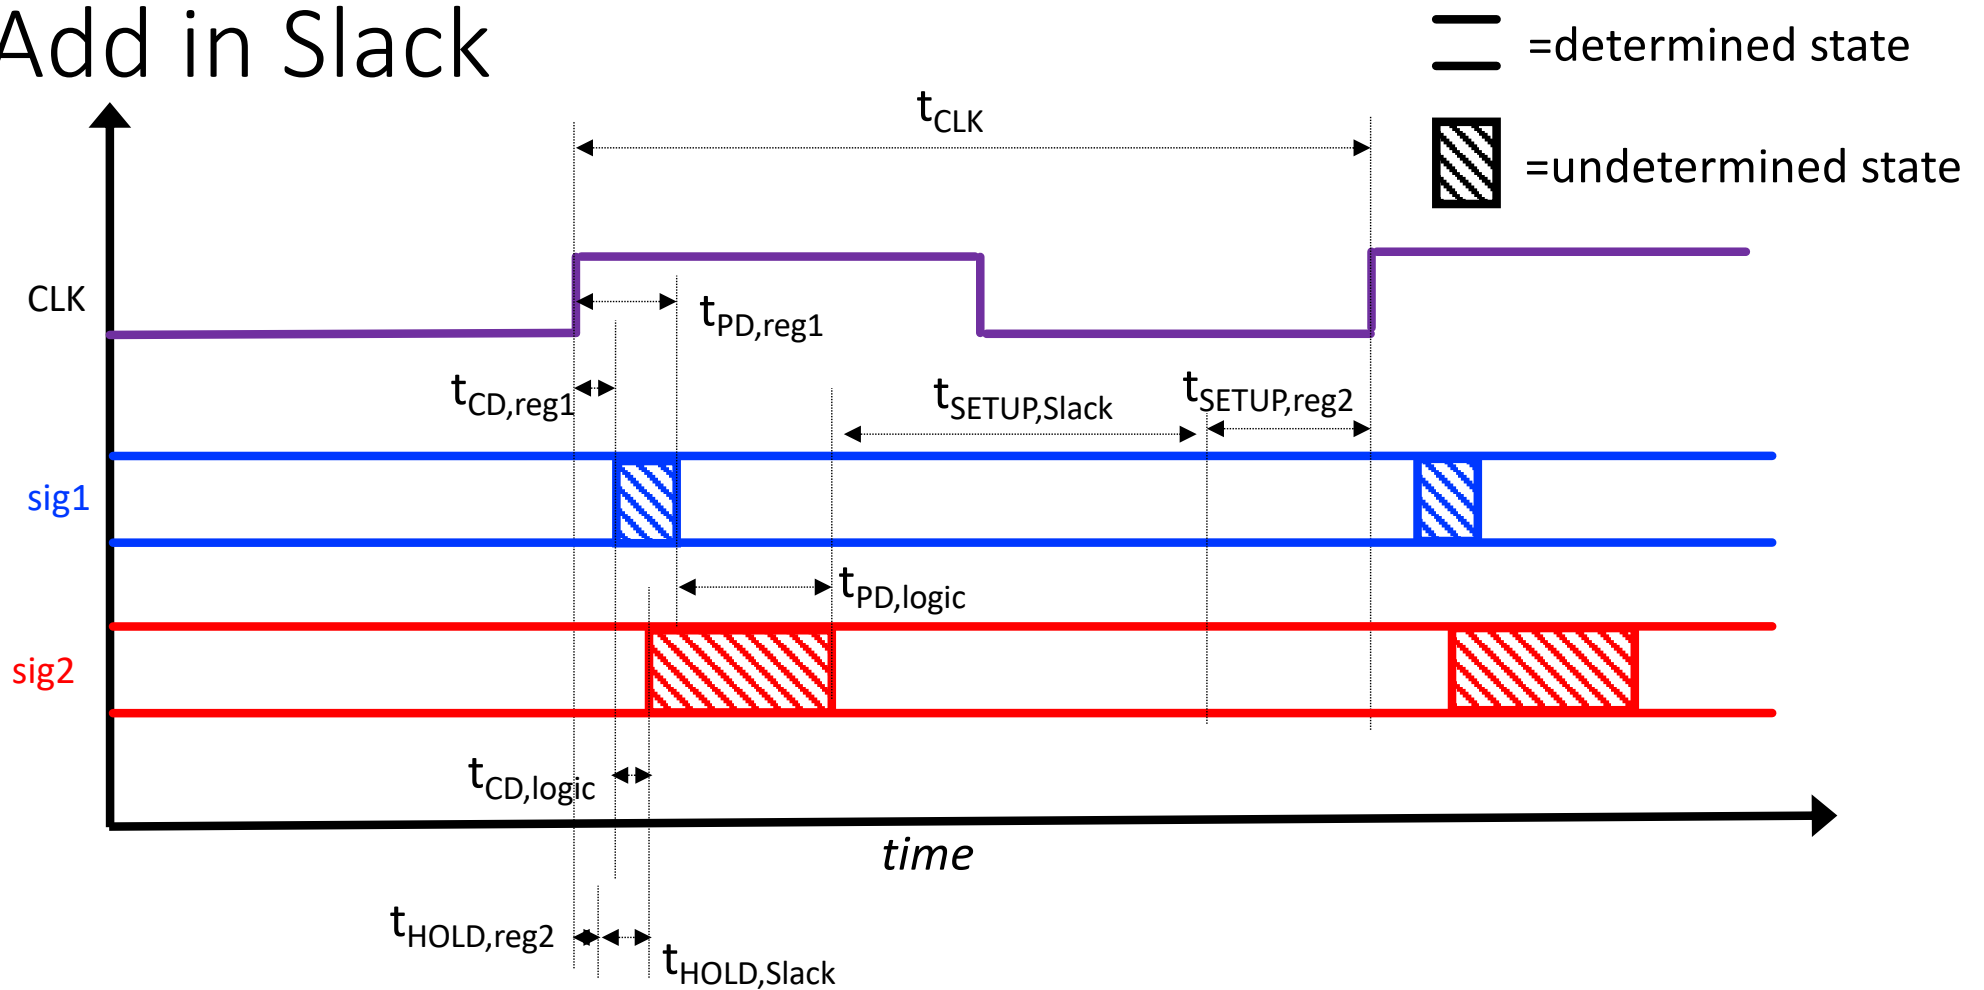 Add in Slack
=determined state
tCLK
=undetermined state
CLK
tPD,reg1
tCD,reg1
tSETUP,Slack
tSETUP,reg2
sig1
tPD,logic
sig2
tCD,logic
time
tHOLD,reg2
tHOLD,Slack